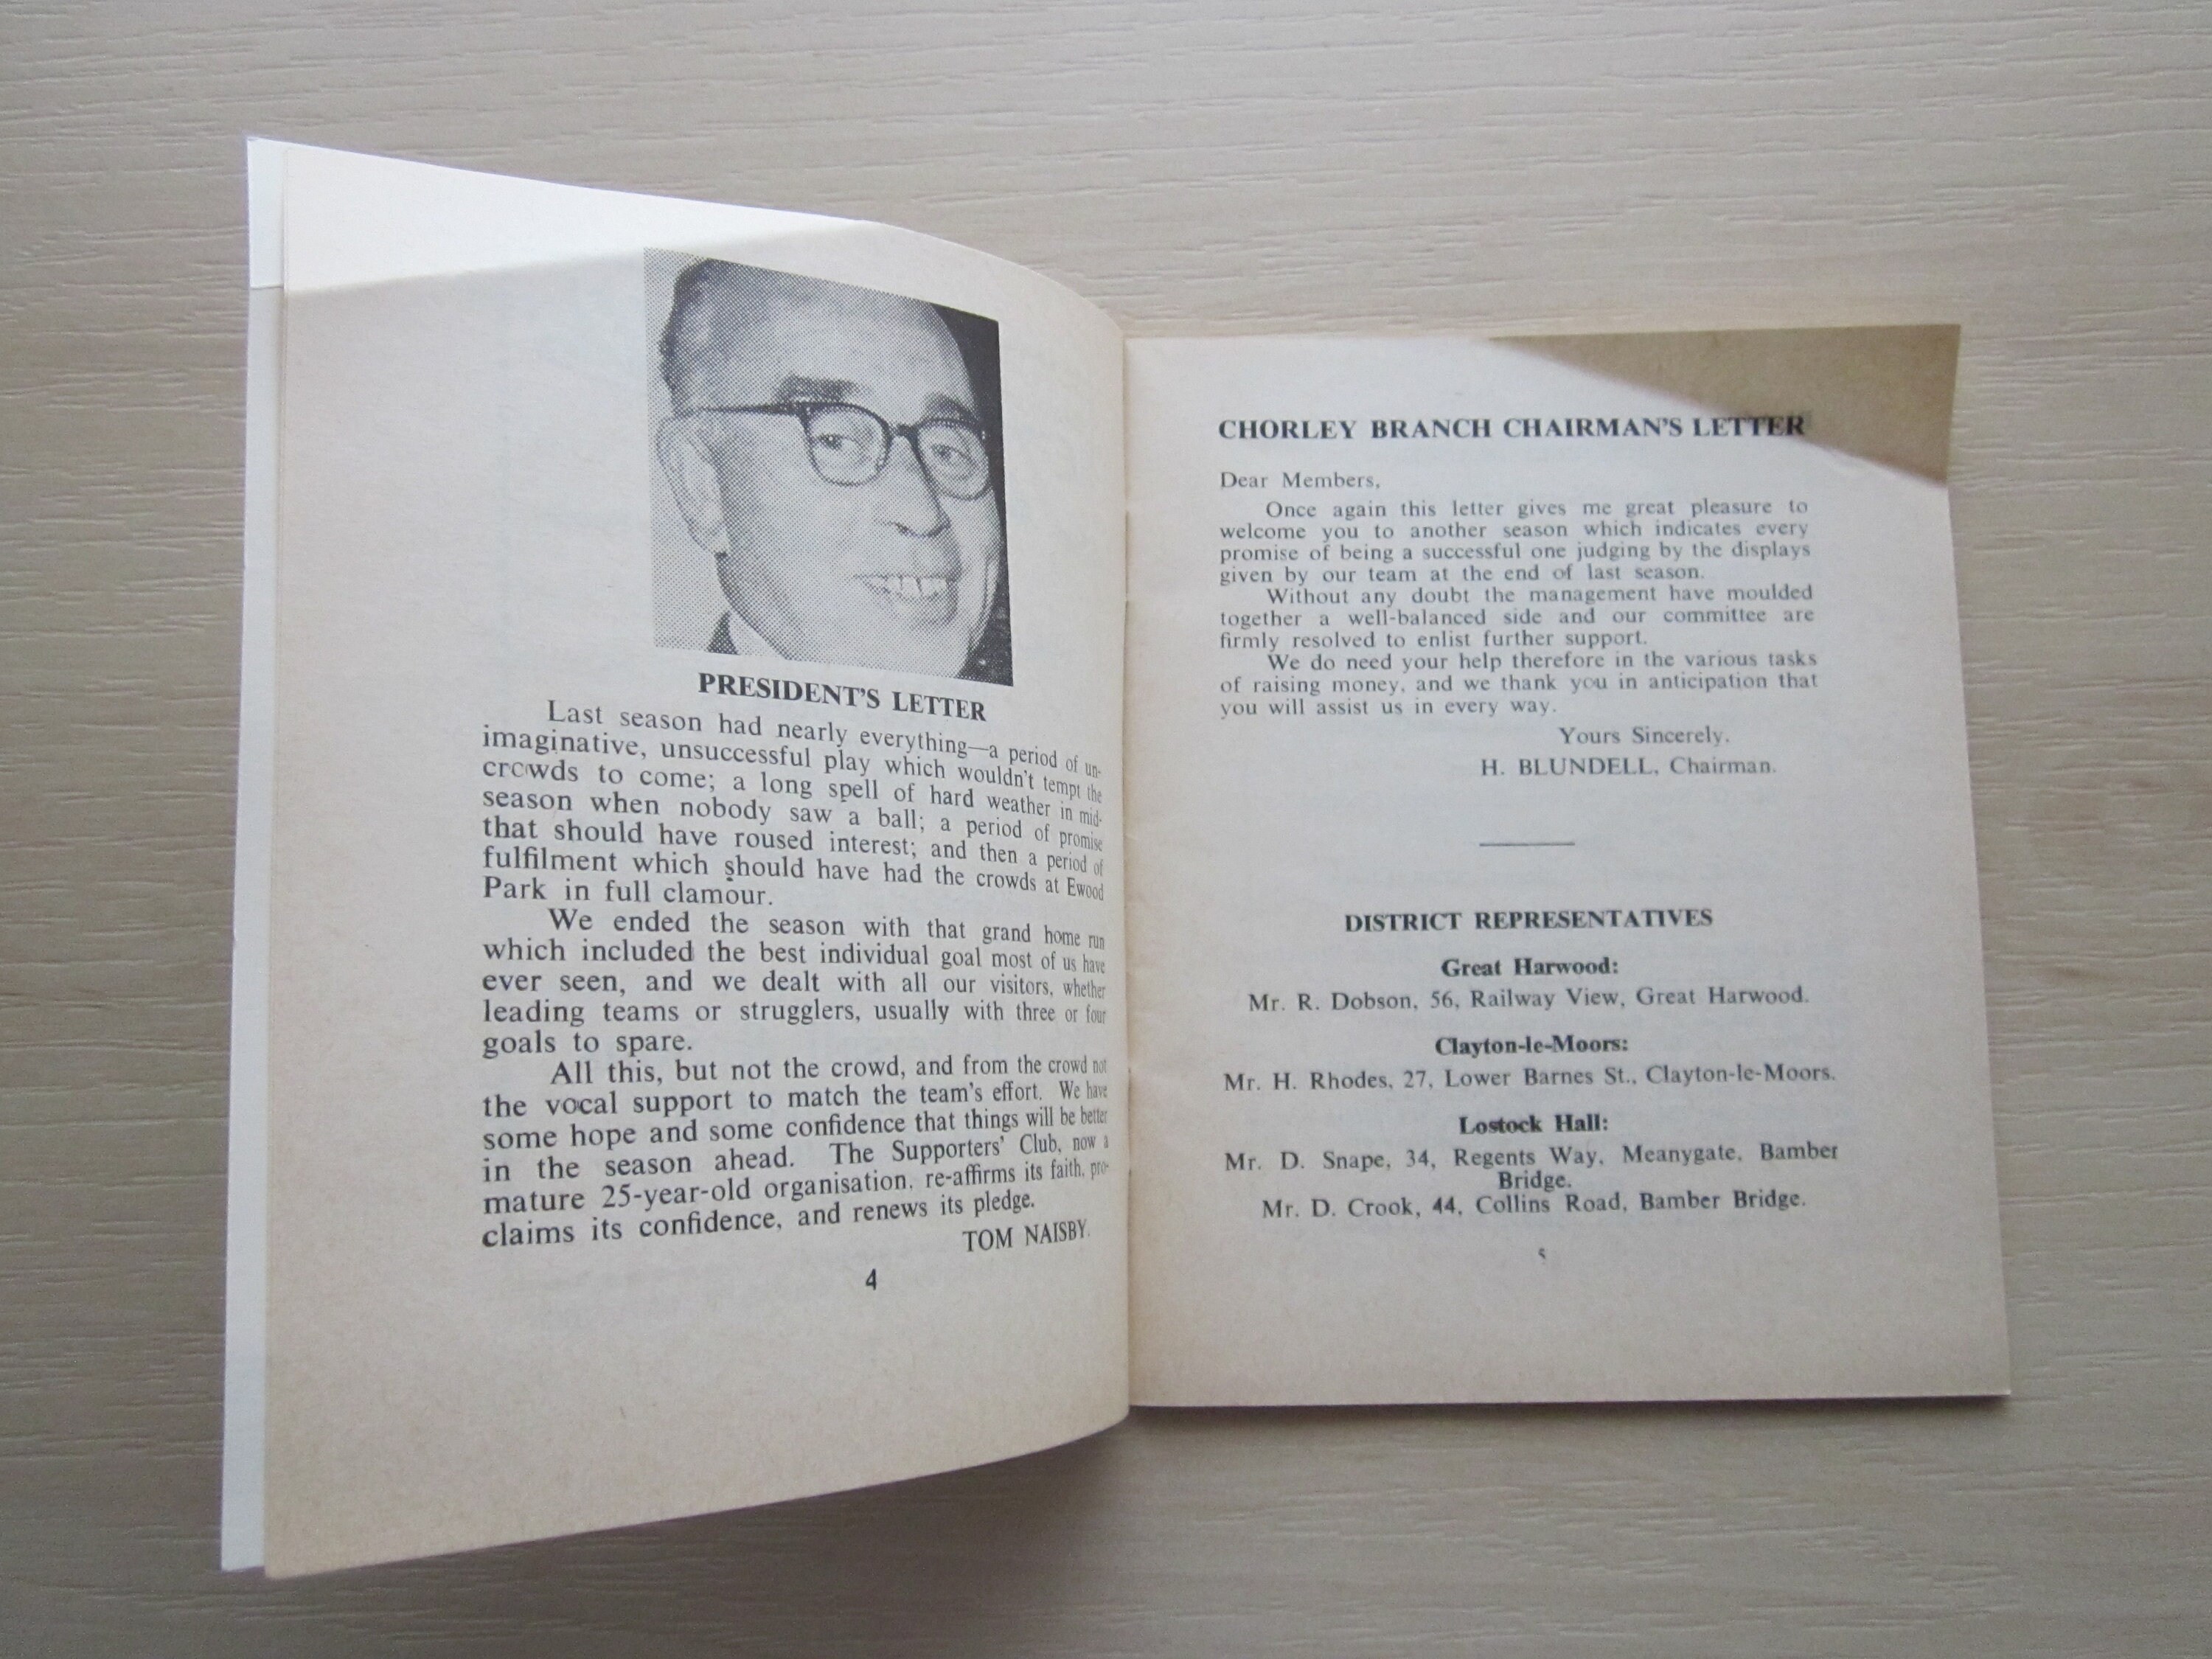 PRESIDENT'S LETTER
Last season had nearly everything—a period of un-
imaginative, unsuccessful play which wouldn't tempt the
crowds to come; a long spell of hard weather in mid-
season when nobody saw a ball; a period of promise
that should have roused interest; and then a period of
fulfilment which should have had the crowds at Ewood
Park in full clamour.
We ended the season with that grand home run
which included the best individual goal most of us have
ever seen, and we dealt with all our visitors, whether
leading teams or strugglers, usually with three or four
goals to spare.
All this, but not the crowd, and from the crowd not
the vocal support to match the team's effort. We have
some hope and some confidence that things will be better
in the season ahead. The Supporters' Club, now a
mature 25-year-old organisation, re-affirms its faith, pro-
claims its confidence, and renews its pledge.
TOM NAISBY.
4
CHORLEY BRANCH CHAIRMAN'S LETTER
Dear Members,
Once again this letter gives me great pleasure to
welcome you to another season which indicates every
promise of being a successful one judging by the displays
given by our team at the end of last season.
Without any doubt the management have moulded
together a well-balanced side and our committee are
firmly resolved to enlist further support.
We do need your help therefore in the various tasks
of raising money, and we thank you in anticipation that
you will assist us in every way.
Yours Sincerely.
H. BLUNDELL, Chairman.
DISTRICT REPRESENTATIVES
Great Harwood:
Mr. R. Dobson, 56, Railway View, Great Harwood.
Clayton-le-Moors:
Mr. H. Rhodes, 27, Lower Barnes St., Clayton-le-Moors.
Lostock Hall:
Mr. D. Snape, 34, Regents Way, Meanygate, Bamber
Bridge.
Mr. D. Crook, 44, Collins Road, Bamber Bridge.
5